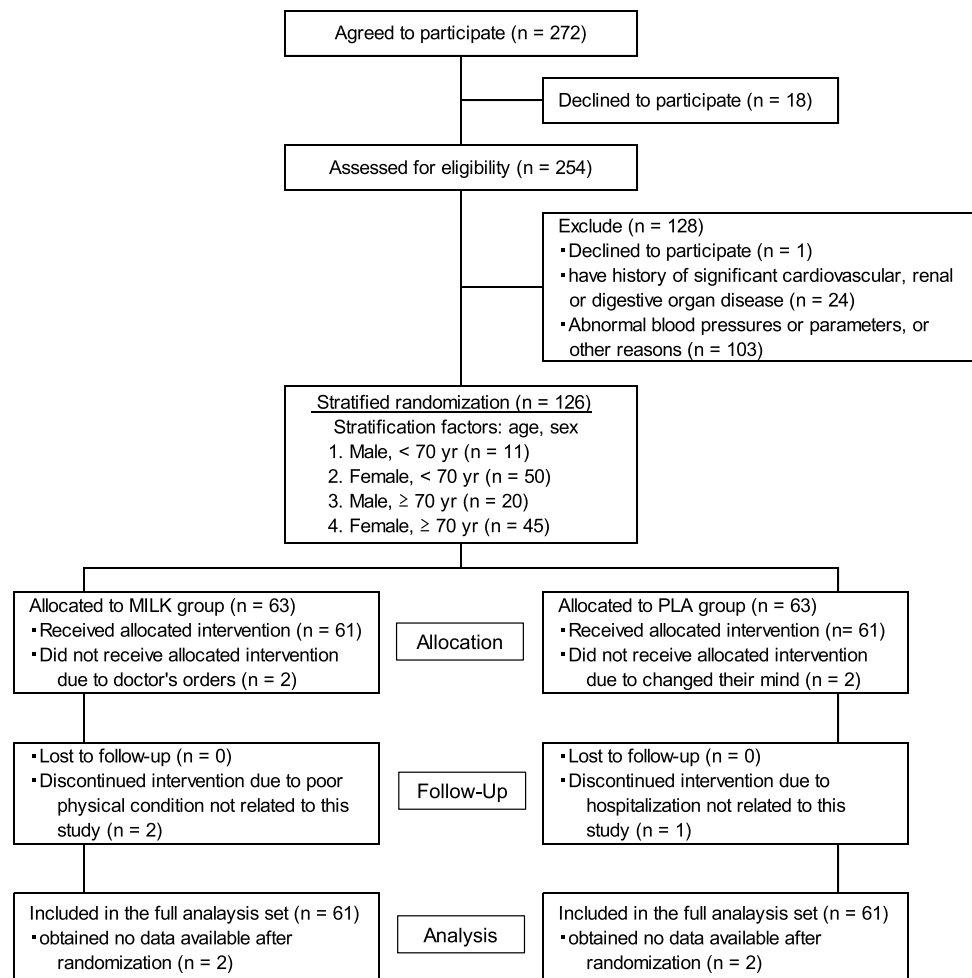 Agreed to participate (n = 272)
Declined to participate (n = 18)
Assessed for eligibility (n = 254)
Exclude (n = 128)
▪Declined to participate (n = 1)
▪have history of significant cardiovascular, renal
or digestive organ disease (n = 24)
▪Abnormal blood pressures or parameters, or
other reasons (n = 103)
Stratified randomization (n = 126)
Stratification factors: age, sex
1. Male, < 70 yr (n = 11)
2. Female, < 70 yr (n = 50)
3. Male, ≥ 70 yr (n = 20)
4. Female, ≥ 70 yr (n = 45)
Allocated to MILK group (n = 63)
▪Received allocated intervention (n = 61)
▪Did not receive allocated intervention
due to doctor's orders (n = 2)
Allocation
Allocated to PLA group (n = 63)
▪Received allocated intervention (n= 61)
▪Did not receive allocated intervention
due to changed their mind (n = 2)
▪Lost to follow-up (n = 0)
▪Discontinued intervention due to poor
physical condition not related to this
study (n = 2)
Follow-Up
▪Lost to follow-up (n = 0)
▪Discontinued intervention due to
hospitalization not related to this
study (n = 1)
Included in the full analaysis set (n = 61)
▪obtained no data available after
randomization (n = 2)
Analysis
Included in the full analaysis set (n = 61)
▪obtained no data available after
randomization (n = 2)